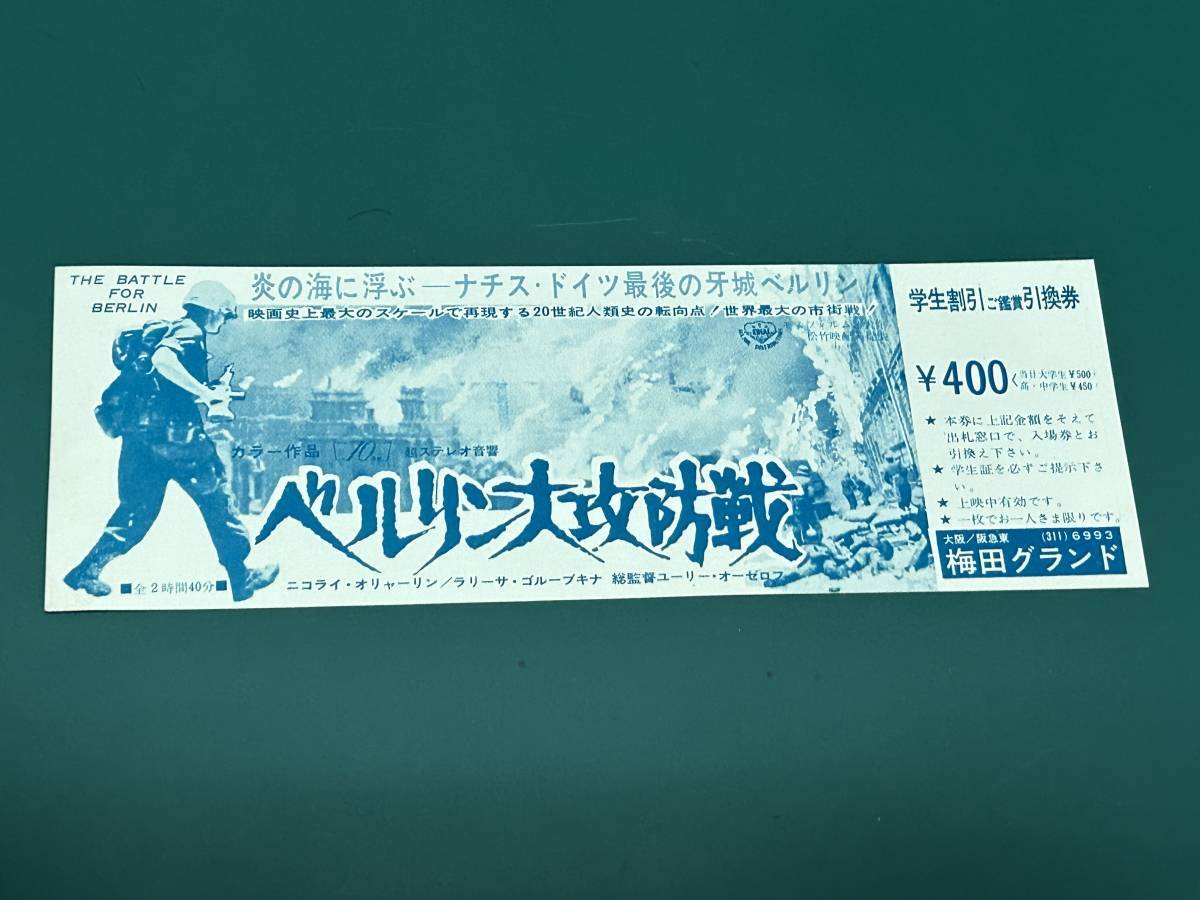 THE BATTLE
FOR
BERLIN
炎の海に浮ぶ—ナチス・ドイツ最後の牙城ベルリン
映画史上最大のスケールで再現する20世紀人類史の転向点!世界最大の市街戦!
松竹映配
カラー作品 70 超ステレオ音響
ベルリン大攻防戦
■全2時間40分■
ニコライ・オリャーリン/ラリーサ・ゴルーブキナ 総監督ユーリー・オーゼロフ
学生割引ご鑑賞引換券
¥400
当日大学生¥500
高・中学生¥450
★本券に上記金額をそえて
出札窓口で、入場券とお
引換え下さい。
★学生証を必ずご提示下さ
い。
★上映中有効です。
★一枚でお一人さま限りです。
大阪/阪急東 (311)6993
梅田グランド